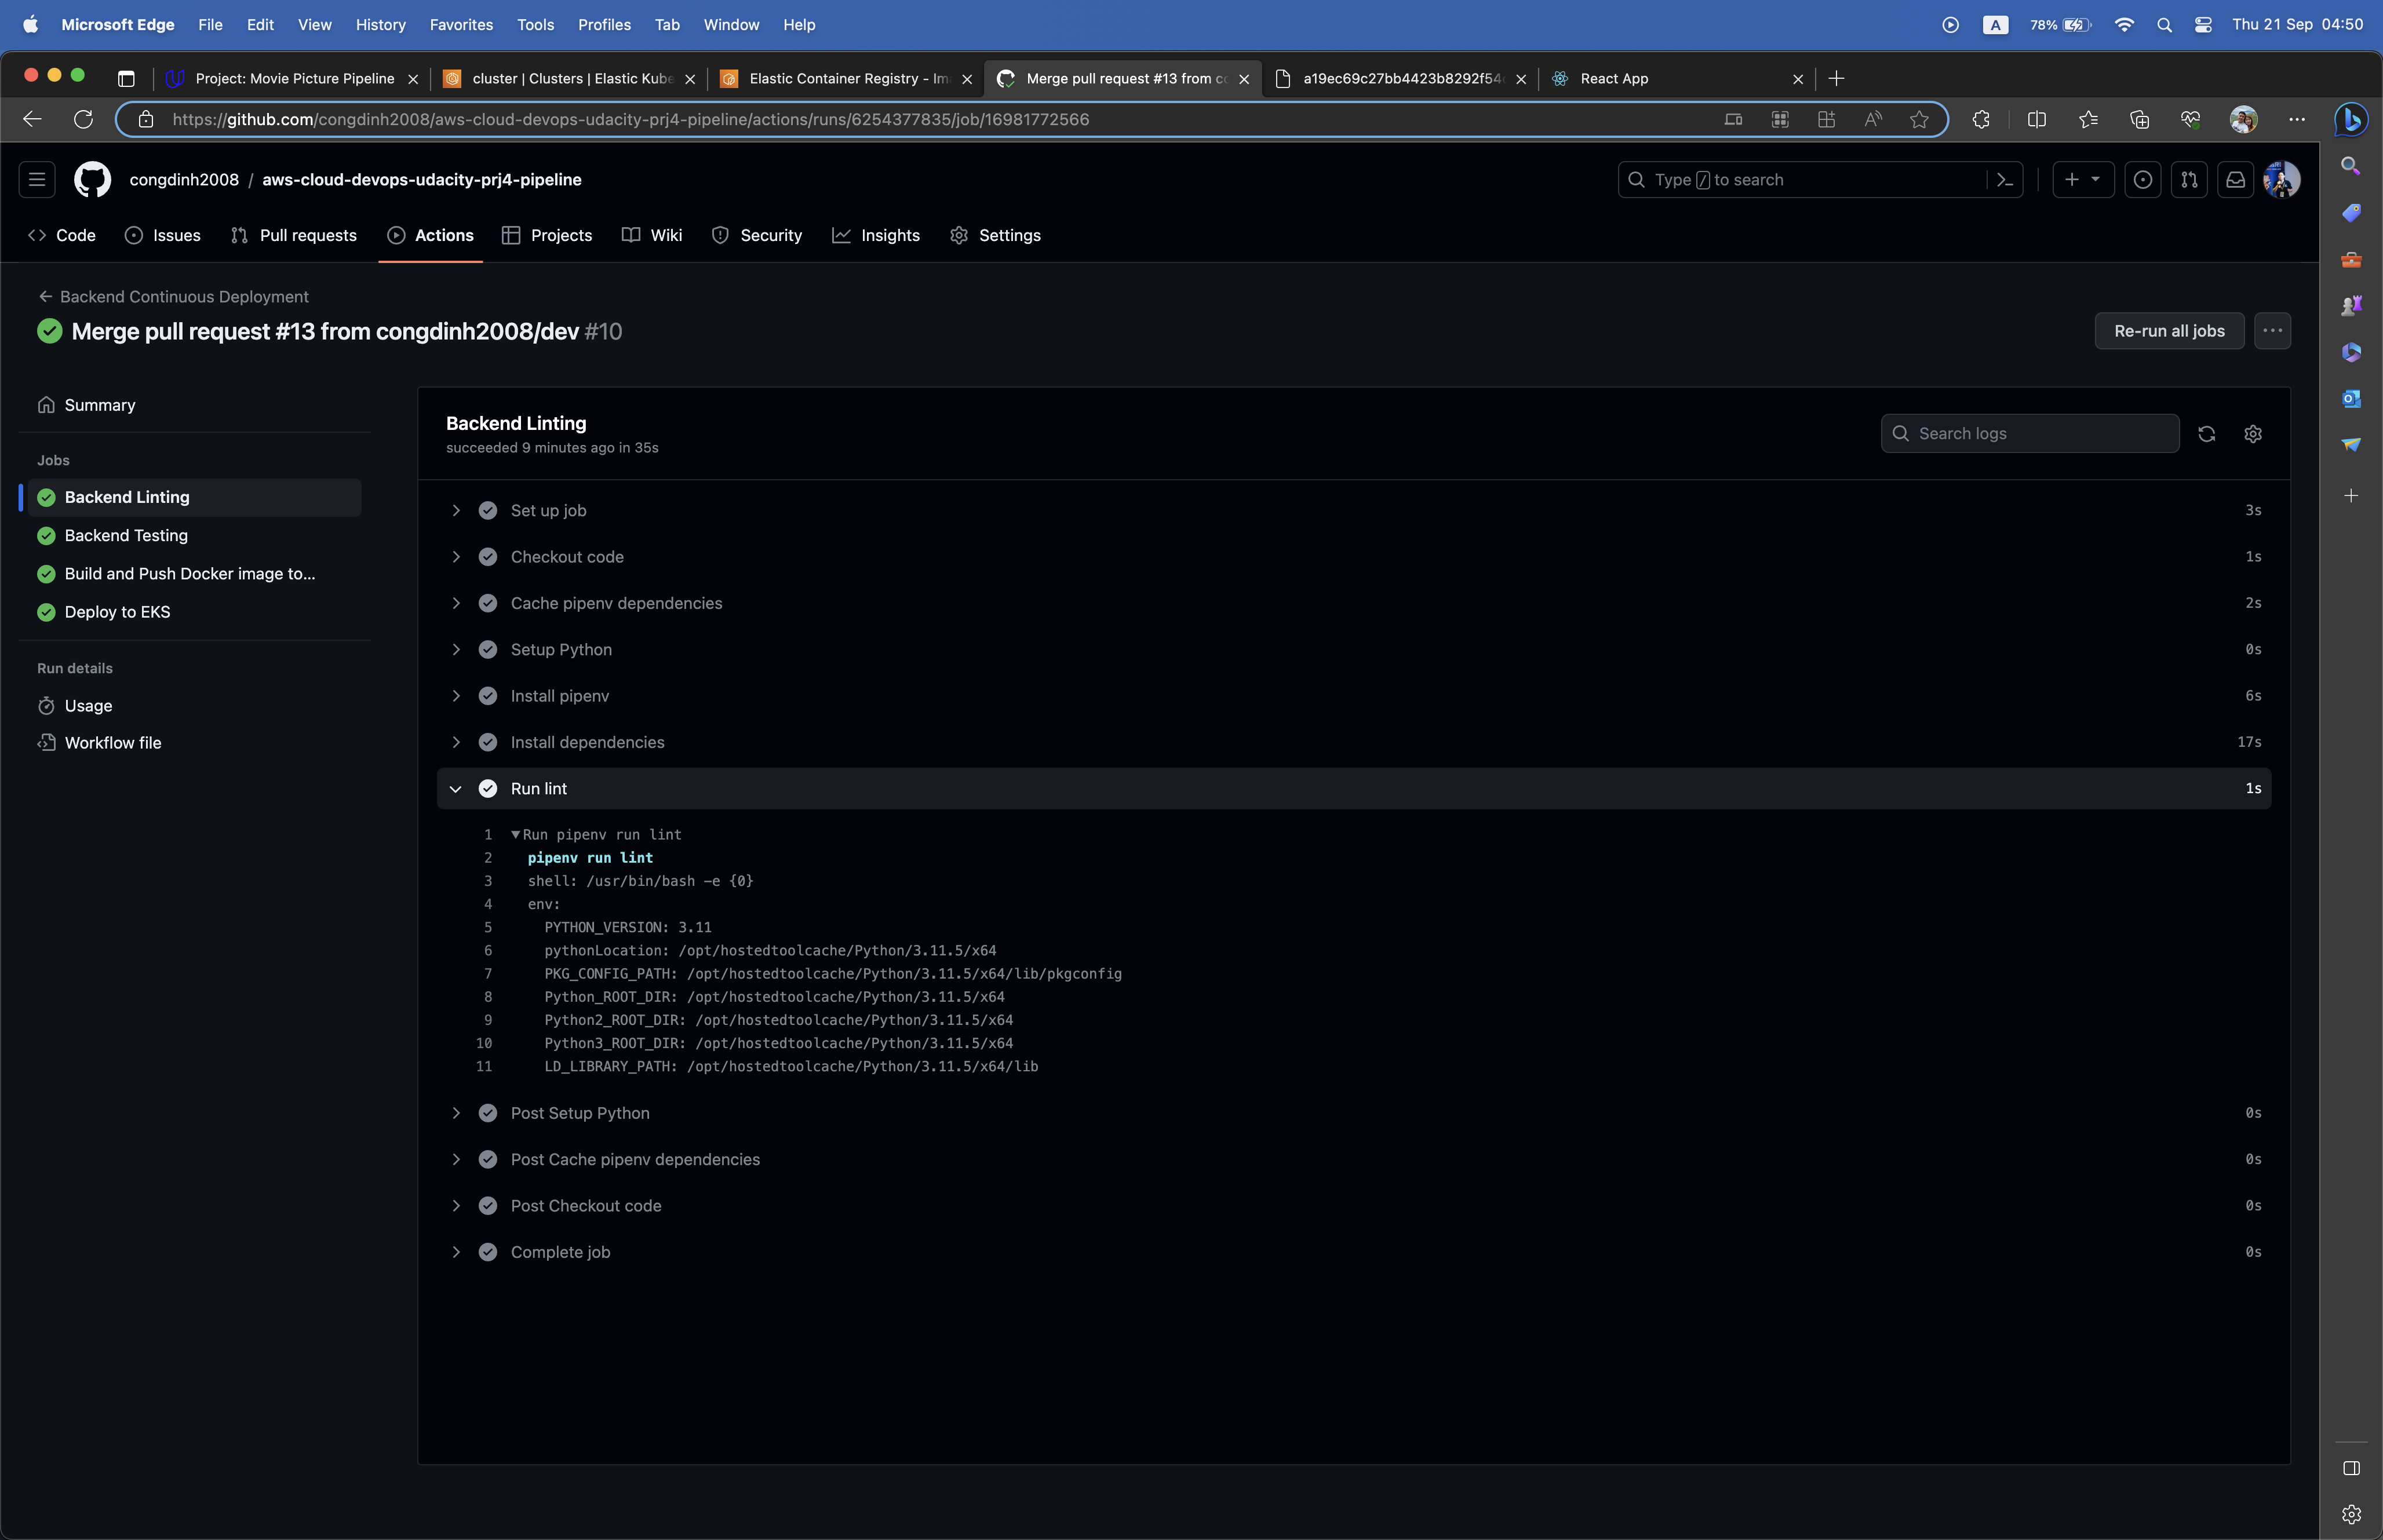 Microsoft Edge File Edit View History Favorites Tools Profiles Tab Window Help A 78% Thu 21 Sep 04:50
Project: Movie Picture Pipeline cluster | Clusters | Elastic Kube Elastic Container Registry - Im Merge pull request #13 from co a19ec69c27bb4423b8292f54 React App
https://github.com/congdinh2008/aws-cloud-devops-udacity-prj4-pipeline/actions/runs/6254377835/job/16981772566
congdinh2008 / aws-cloud-devops-udacity-prj4-pipeline Type / to search
Code Issues Pull requests Actions Projects Wiki Security Insights Settings
Backend Continuous Deployment
Merge pull request #13 from congdinh2008/dev #10 Re-run all jobs
Summary
Jobs
Backend Linting
Backend Testing
Build and Push Docker image to...
Deploy to EKS
Run details
Usage
Workflow file
Backend Linting
succeeded 9 minutes ago in 35s
Search logs
Set up job 3s
Checkout code 1s
Cache pipenv dependencies 2s
Setup Python 0s
Install pipenv 6s
Install dependencies 17s
Run lint 1s
1 ▼Run pipenv run lint
2 pipenv run lint
3 shell: /usr/bin/bash -e {0}
4 env:
5 PYTHON_VERSION: 3.11
6 pythonLocation: /opt/hostedtoolcache/Python/3.11.5/x64
7 PKG_CONFIG_PATH: /opt/hostedtoolcache/Python/3.11.5/x64/lib/pkgconfig
8 Python_ROOT_DIR: /opt/hostedtoolcache/Python/3.11.5/x64
9 Python2_ROOT_DIR: /opt/hostedtoolcache/Python/3.11.5/x64
10 Python3_ROOT_DIR: /opt/hostedtoolcache/Python/3.11.5/x64
11 LD_LIBRARY_PATH: /opt/hostedtoolcache/Python/3.11.5/x64/lib
Post Setup Python 0s
Post Cache pipenv dependencies 0s
Post Checkout code 0s
Complete job 0s